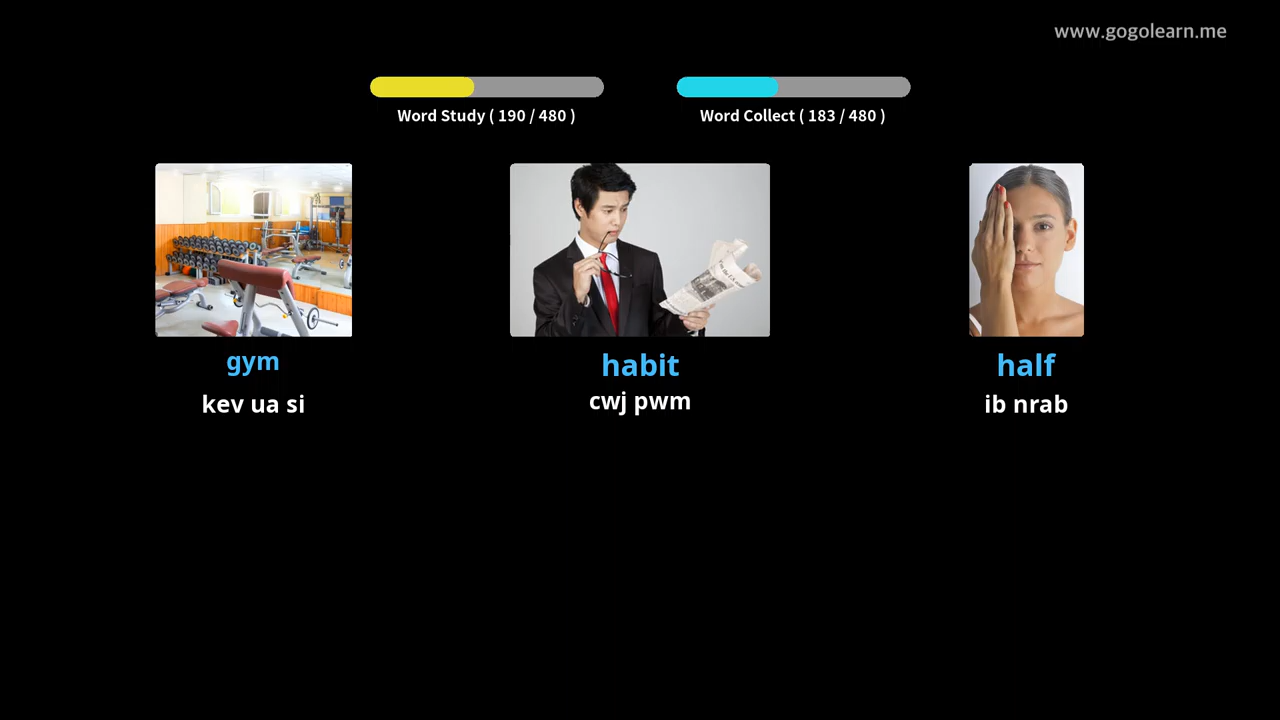 www.gogolearn.me
Word Study ( 190 / 480 )
Word Collect ( 183 / 480 )
gym
habit
half
kev ua si
cwj pwm
ib nrab